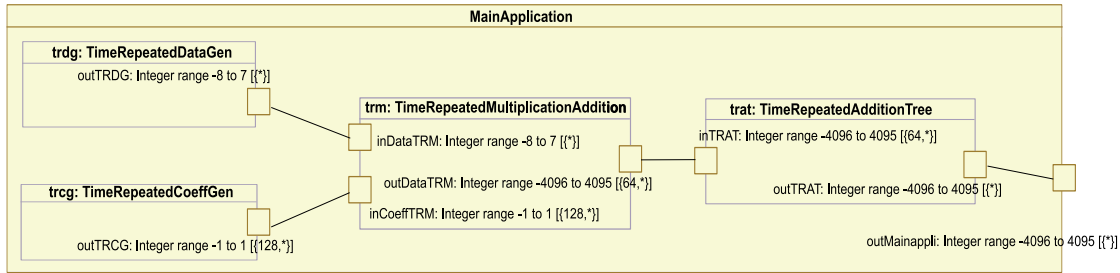 MainApplication
trdg: TimeRepeatedDataGen
outTRDG: Integer range -8 to 7 [{*}]
trm: TimeRepeatedMultiplicationAddition
inDataTRM: Integer range -8 to 7 [{*}]
outDataTRM: Integer range -4096 to 4095 [{64,*}]
inCoeffTRM: Integer range -1 to 1 [{128,*}]
trat: TimeRepeatedAdditionTree
inTRAT: Integer range -4096 to 4095 [{64,*}]
outTRAT: Integer range -4096 to 4095 [{*}]
trcg: TimeRepeatedCoeffGen
outTRCG: Integer range -1 to 1 [{128,*}]
outMainappli: Integer range -4096 to 4095 [{*}]